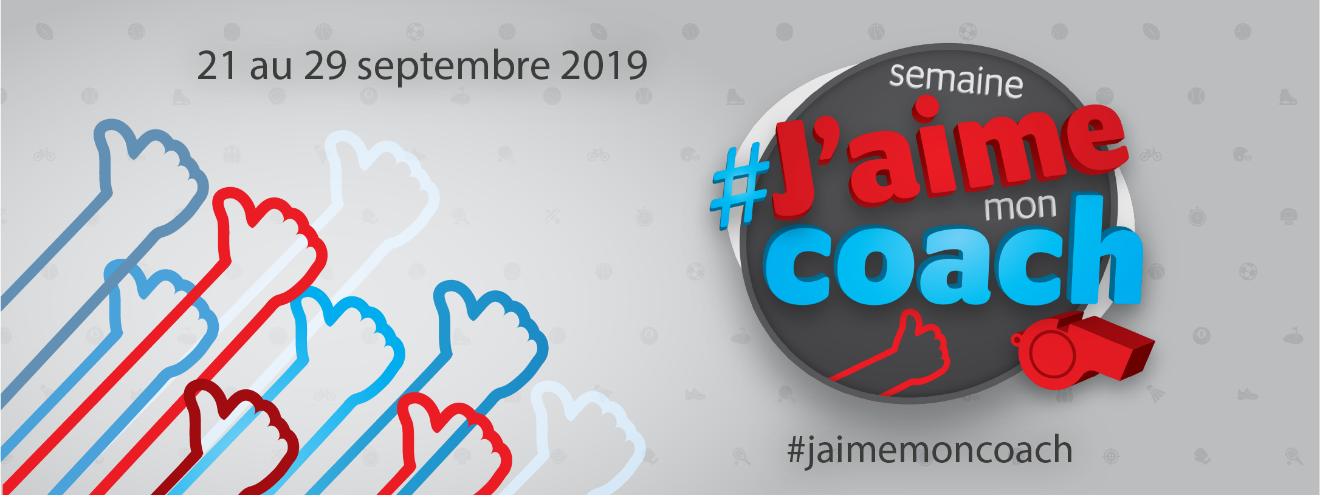 21 au 29 septembre 2019
semaine
#J'aime
mon
coach
#jaimemoncoach